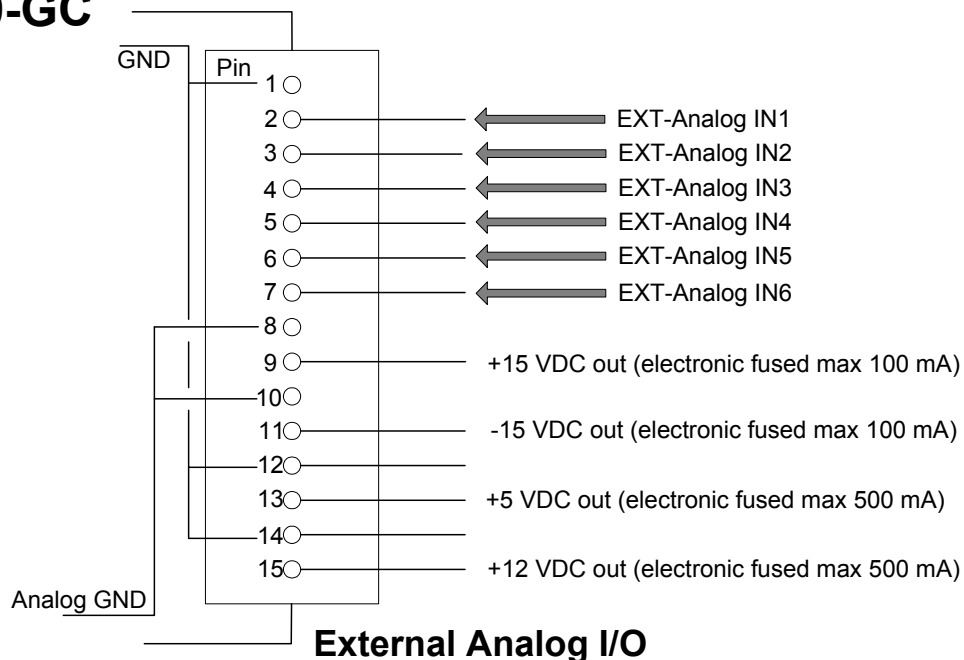 -GC
GND
Pin
1
2 EXT-Analog IN1
3 EXT-Analog IN2
4 EXT-Analog IN3
5 EXT-Analog IN4
6 EXT-Analog IN5
7 EXT-Analog IN6
8
9 +15 VDC out (electronic fused max 100 mA)
10
11 -15 VDC out (electronic fused max 100 mA)
12
13 +5 VDC out (electronic fused max 500 mA)
14
15 +12 VDC out (electronic fused max 500 mA)
Analog GND
External Analog I/O